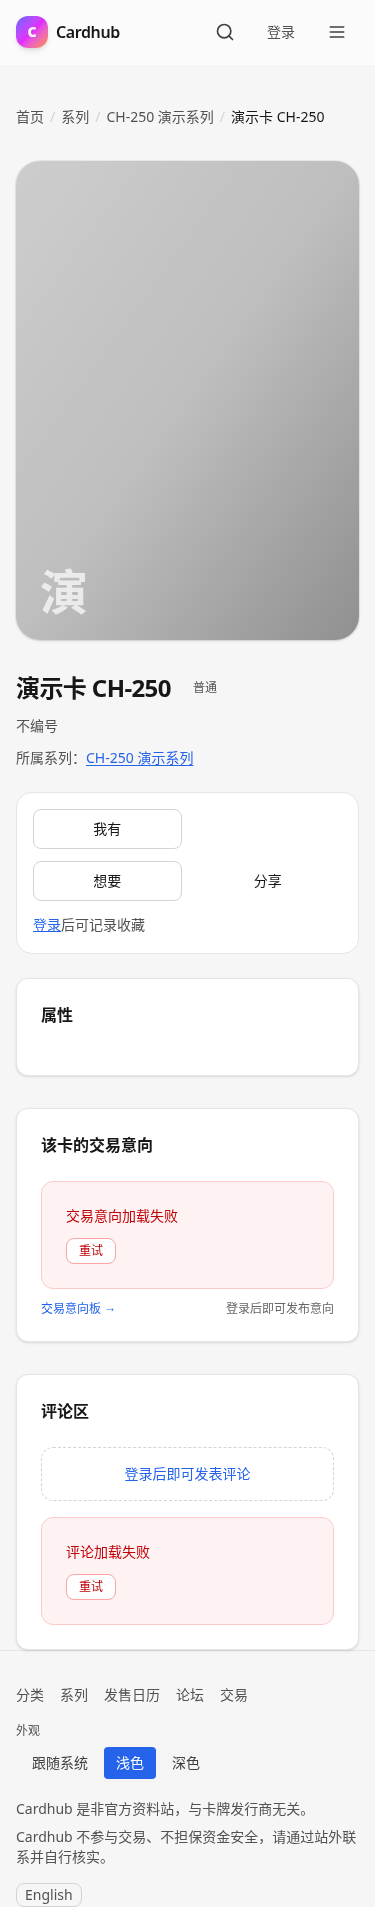 C Cardhub 登录
首页 / 系列 / CH-250 演示系列 / 演示卡 CH-250
演
演示卡 CH-250 普通
不编号
所属系列：CH-250 演示系列
我有
想要 分享
登录后可记录收藏
属性
该卡的交易意向
交易意向加载失败
重试
交易意向板 → 登录后即可发布意向
评论区
登录后即可发表评论
评论加载失败
重试
分类 系列 发售日历 论坛 交易
外观
跟随系统 浅色 深色
Cardhub 是非官方资料站，与卡牌发行商无关。
Cardhub 不参与交易、不担保资金安全，请通过站外联
系并自行核实。
English